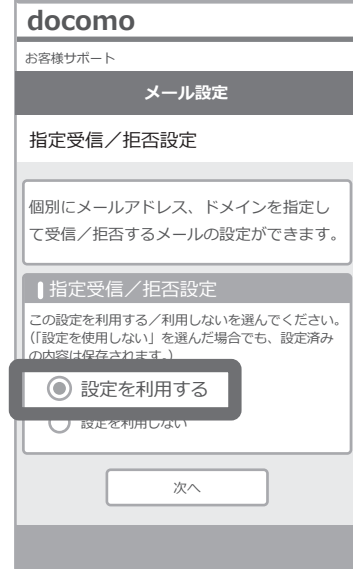 docomo
お客様サポート
メール設定
指定受信／拒否設定
個別にメールアドレス、ドメインを指定し
て受信／拒否するメールの設定ができます。
指定受信／拒否設定
この設定を利用する／利用しないを選んでください。
(「設定を使用しない」を選んだ場合でも、設定済み
の内容は保存されます。)
設定を利用する
設定を利用しない
次へ